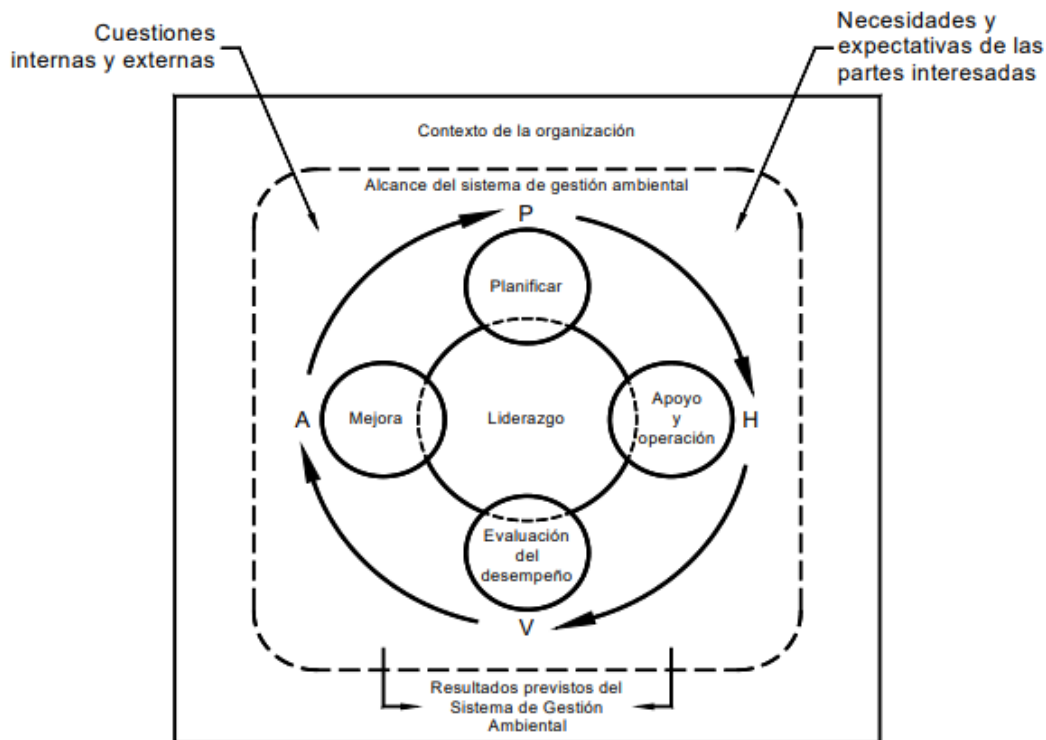 Cuestiones
internas y externas
Necesidades y
expectativas de las
partes interesadas
Contexto de la organización
Alcance del sistema de gestión ambiental
P
Planificar
A
Mejora
Liderazgo
Apoyo
y
operación
H
Evaluación
del
desempeño
V
Resultados previstos del
Sistema de Gestión
Ambiental